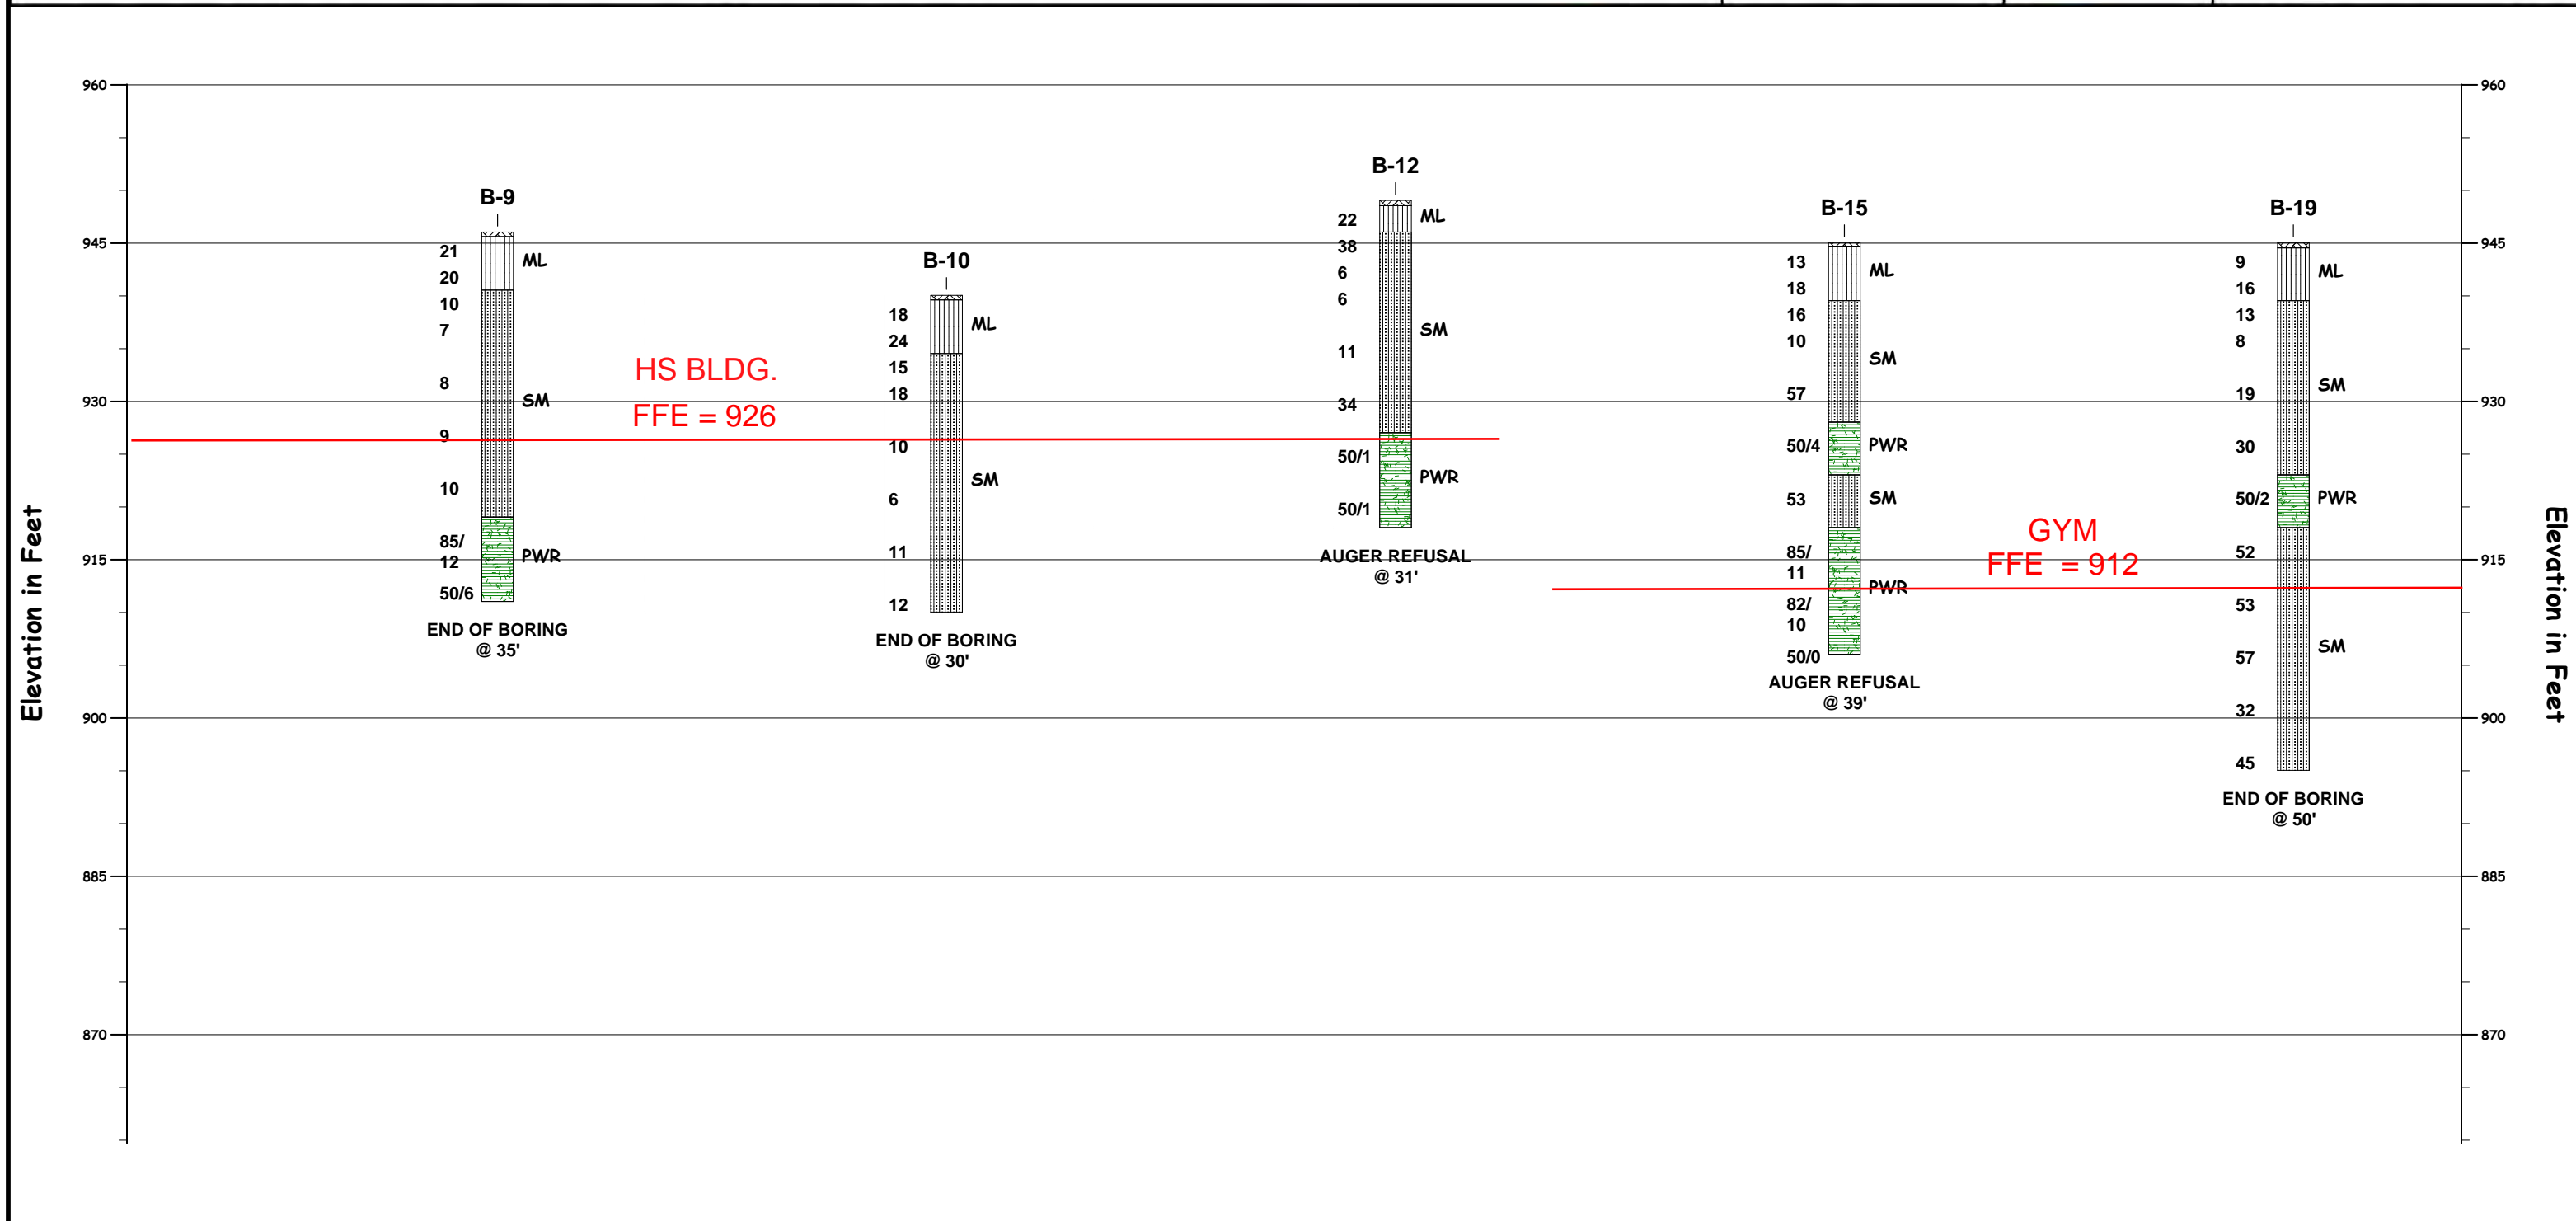 960
945
930
915
900
885
870
Elevation in Feet
B-9
21
20
10
7
8
9
10
85/
12
50/6
ML
SM
PWR
END OF BORING
@ 35'
HS BLDG.
FFE = 926
B-10
18
24
15
18
10
6
11
12
ML
SM
END OF BORING
@ 30'
B-12
22
38
6
6
11
34
50/1
50/1
ML
SM
PWR
AUGER REFUSAL
@ 31'
B-15
13
18
16
10
57
50/4
53
85/
11
82/
10
50/0
ML
SM
PWR
SM
PWR
AUGER REFUSAL
@ 39'
GYM
FFE = 912
B-19
9
16
13
8
19
30
50/2
52
53
57
32
45
ML
SM
PWR
SM
END OF BORING
@ 50'
960
945
930
915
900
885
870
Elevation in Feet